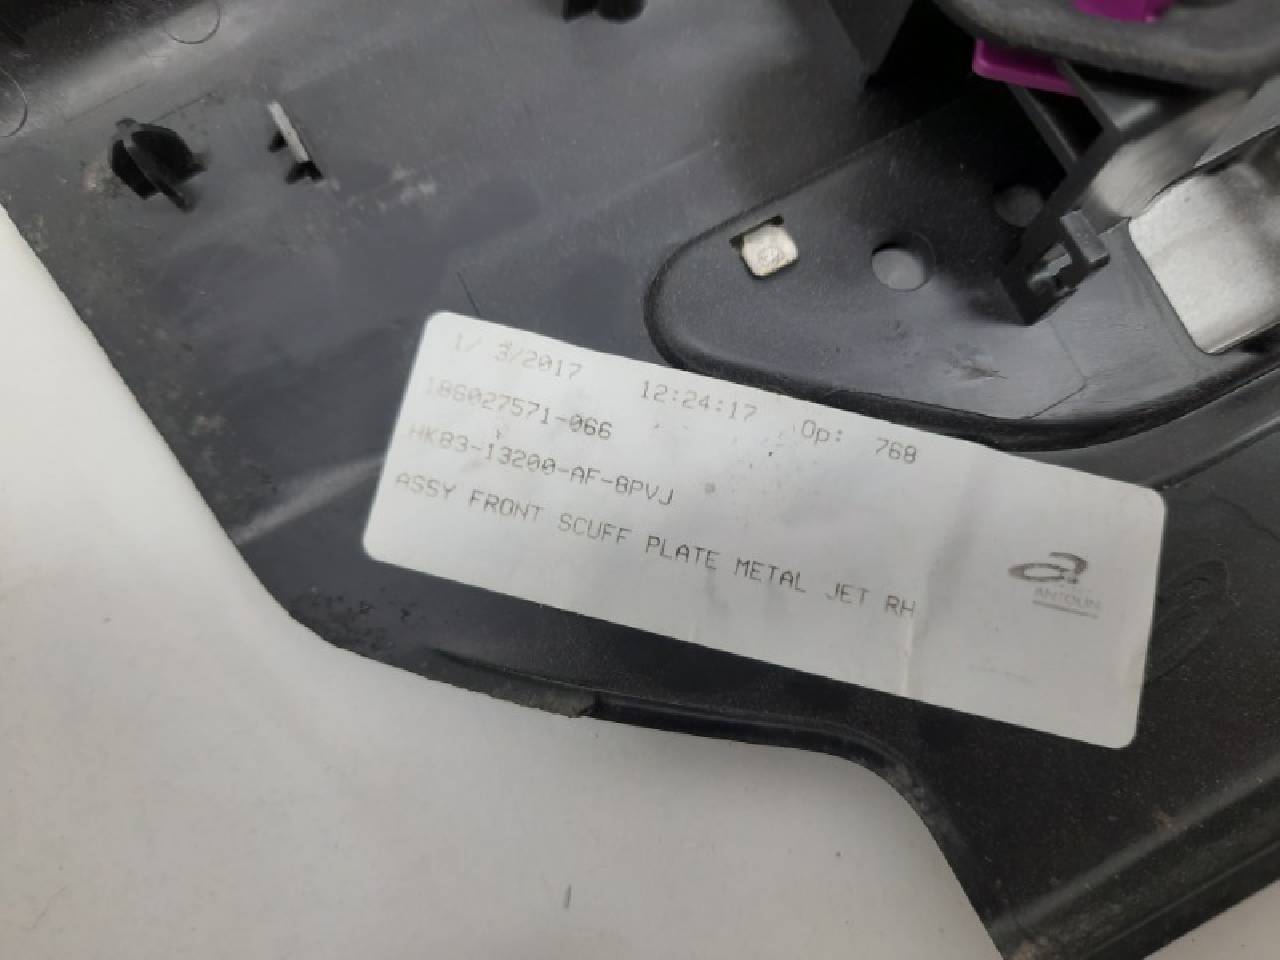 1/ 3/2017 12:24:17 Op: 768
186027571-066
HK83-13200-AF-8PVJ
ASSY FRONT SCUFF PLATE METAL JET RH
ANTOLIN